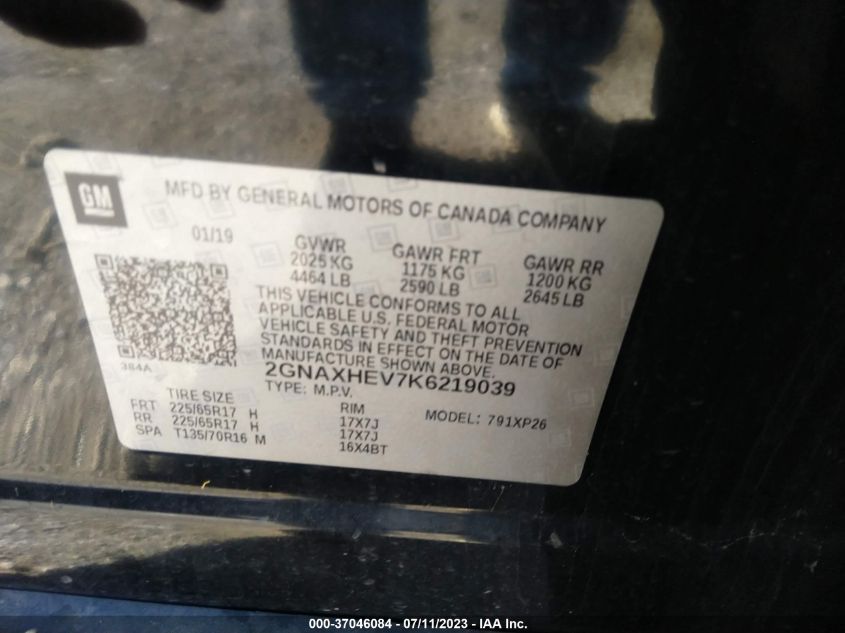 GM
MFD BY GENERAL MOTORS OF CANADA COMPANY
01/19
GVWR
2025 KG
4464 LB
GAWR FRT
1175 KG
2590 LB
GAWR RR
1200 KG
2645 LB
THIS VEHICLE CONFORMS TO ALL
APPLICABLE U.S. FEDERAL MOTOR
VEHICLE SAFETY AND THEFT PREVENTION
STANDARDS IN EFFECT ON THE DATE OF
MANUFACTURE SHOWN ABOVE.
384A
2GNAXHEV7K6219039
TYPE: M.P.V.
MODEL: 791XP26
TIRE SIZE RIM
FRT 225/65R17 H 17X7J
RR 225/65R17 H 17X7J
SPA T135/70R16 M 16X4BT
000-37046084 - 07/11/2023 - IAA Inc.